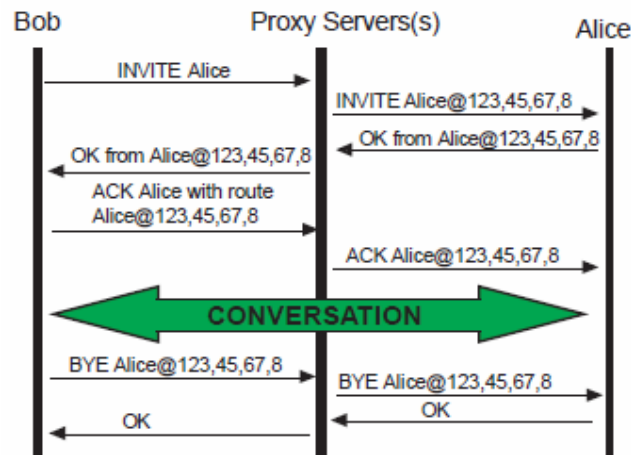 Bob
Proxy Servers(s)
Alice
INVITE Alice
INVITE Alice@123,45,67,8
OK from Alice@123,45,67,8
OK from Alice@123,45,67,8
ACK Alice with route
Alice@123,45,67,8
ACK Alice@123,45,67,8
CONVERSATION
BYE Alice@123,45,67,8
BYE Alice@123,45,67,8
OK
OK